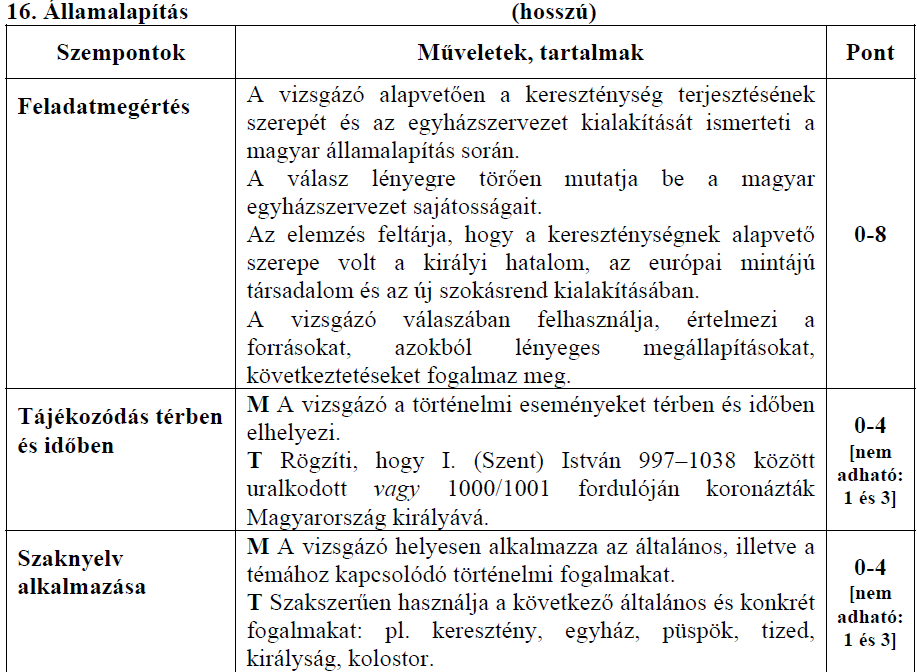 16. Államalapítás (hosszú)
Szempontok Műveletek, tartalmak Pont
Feladatmegértés
A vizsgázó alapvetően a kereszténység terjesztésének
szerepét és az egyházszervezet kialakítását ismerteti a
magyar államalapítás során.
A válasz lényegre törően mutatja be a magyar
egyházszervezet sajátosságait.
Az elemzés feltárja, hogy a kereszténységnek alapvető
szerepe volt a királyi hatalom, az európai mintájú
társadalom és az új szokásrend kialakításában.
A vizsgázó válaszában felhasználja, értelmezi a
forrásokat, azokból lényeges megállapításokat,
következtetéseket fogalmaz meg.
0-8
Tájékozódás térben
és időben
M A vizsgázó a történelmi eseményeket térben és időben
elhelyezi.
T Rögzíti, hogy I. (Szent) István 997–1038 között
uralkodott vagy 1000/1001 fordulóján koronázták
Magyarország királyává.
0-4
[nem
adható:
1 és 3]
Szaknyelv
alkalmazása
M A vizsgázó helyesen alkalmazza az általános, illetve a
témához kapcsolódó történelmi fogalmakat.
T Szakszerűen használja a következő általános és konkrét
fogalmakat: pl. keresztény, egyház, püspök, tized,
királyság, kolostor.
0-4
[nem
adható:
1 és 3]